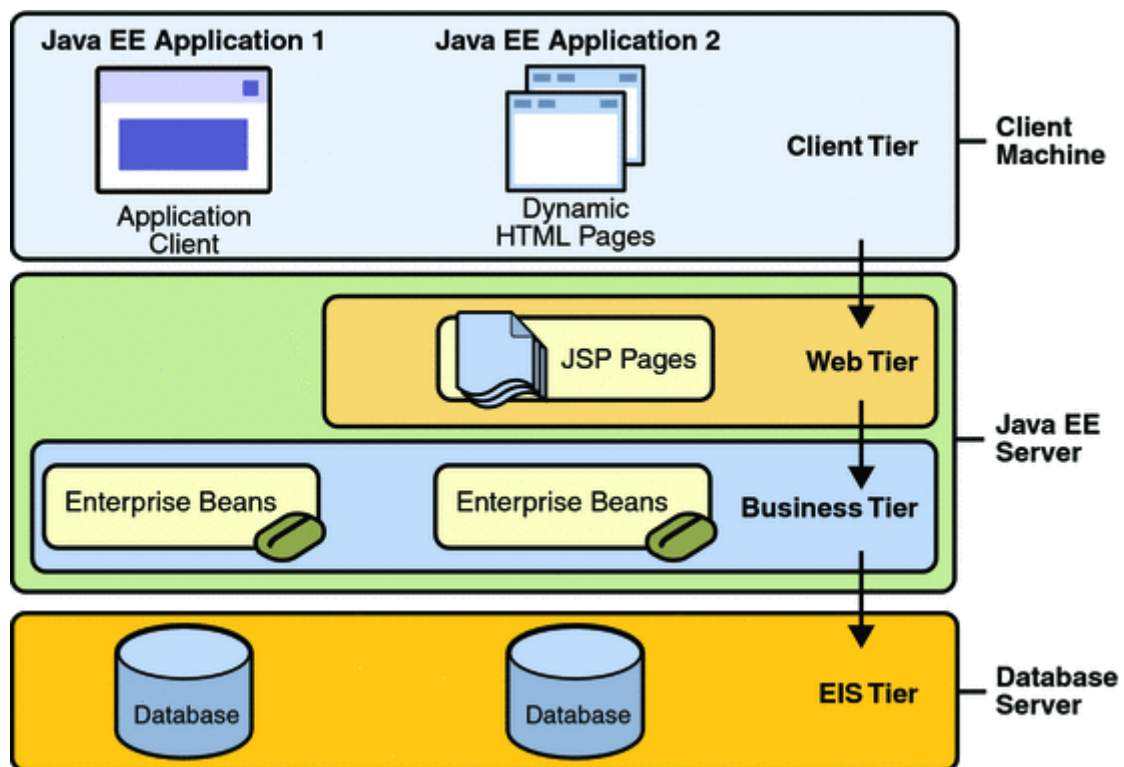 Java EE Application 1
Java EE Application 2
Application
Client
Dynamic
HTML Pages
Client Tier
Client
Machine
JSP Pages
Web Tier
Java EE
Server
Enterprise Beans
Enterprise Beans
Business Tier
Database
Database
EIS Tier
Database
Server